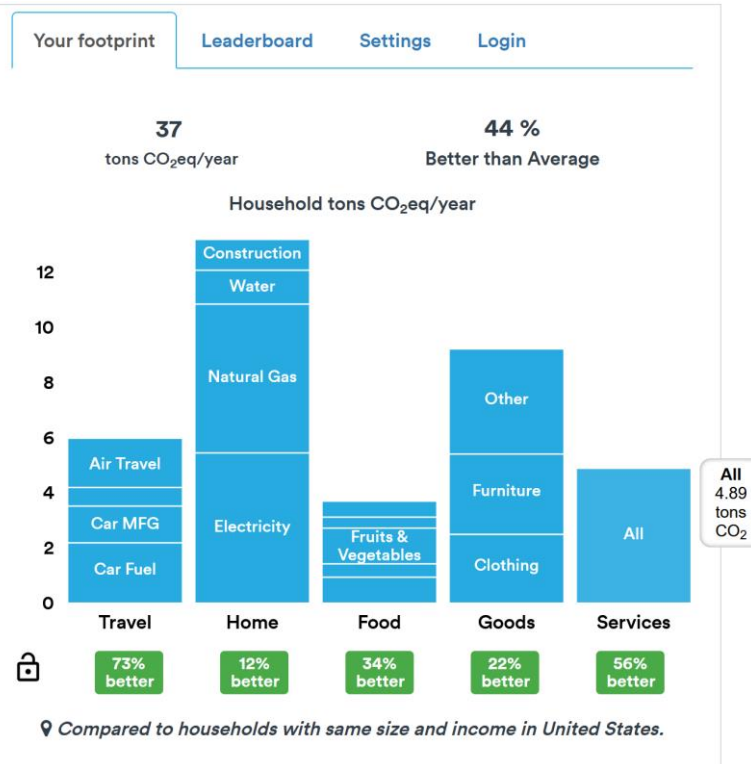 Your footprint
Leaderboard
Settings
Login
37
tons CO₂eq/year
44 %
Better than Average
Household tons CO₂eq/year
12
10
8
6
4
2
0
Air Travel
Car MFG
Car Fuel
Construction
Water
Natural Gas
Electricity
Fruits &
Vegetables
Other
Furniture
Clothing
All
All
4.89
tons
CO₂
Travel
Home
Food
Goods
Services
73%
better
12%
better
34%
better
22%
better
56%
better
Compared to households with same size and income in United States.